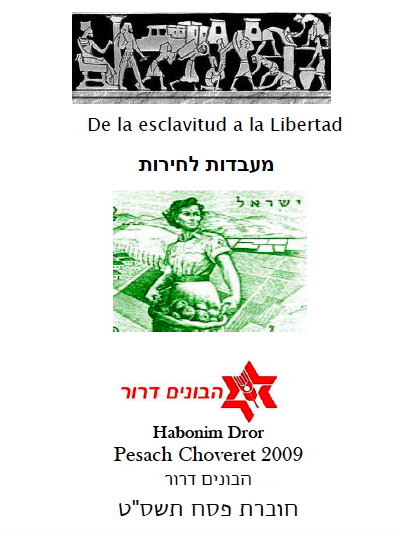 De la esclavitud a la Libertad
מעבדות לחירות
ישראל
הבונים דרור
Habonim Dror
Pesach Choveret 2009
הבונים דרור
חוברת פסח תשס"ט